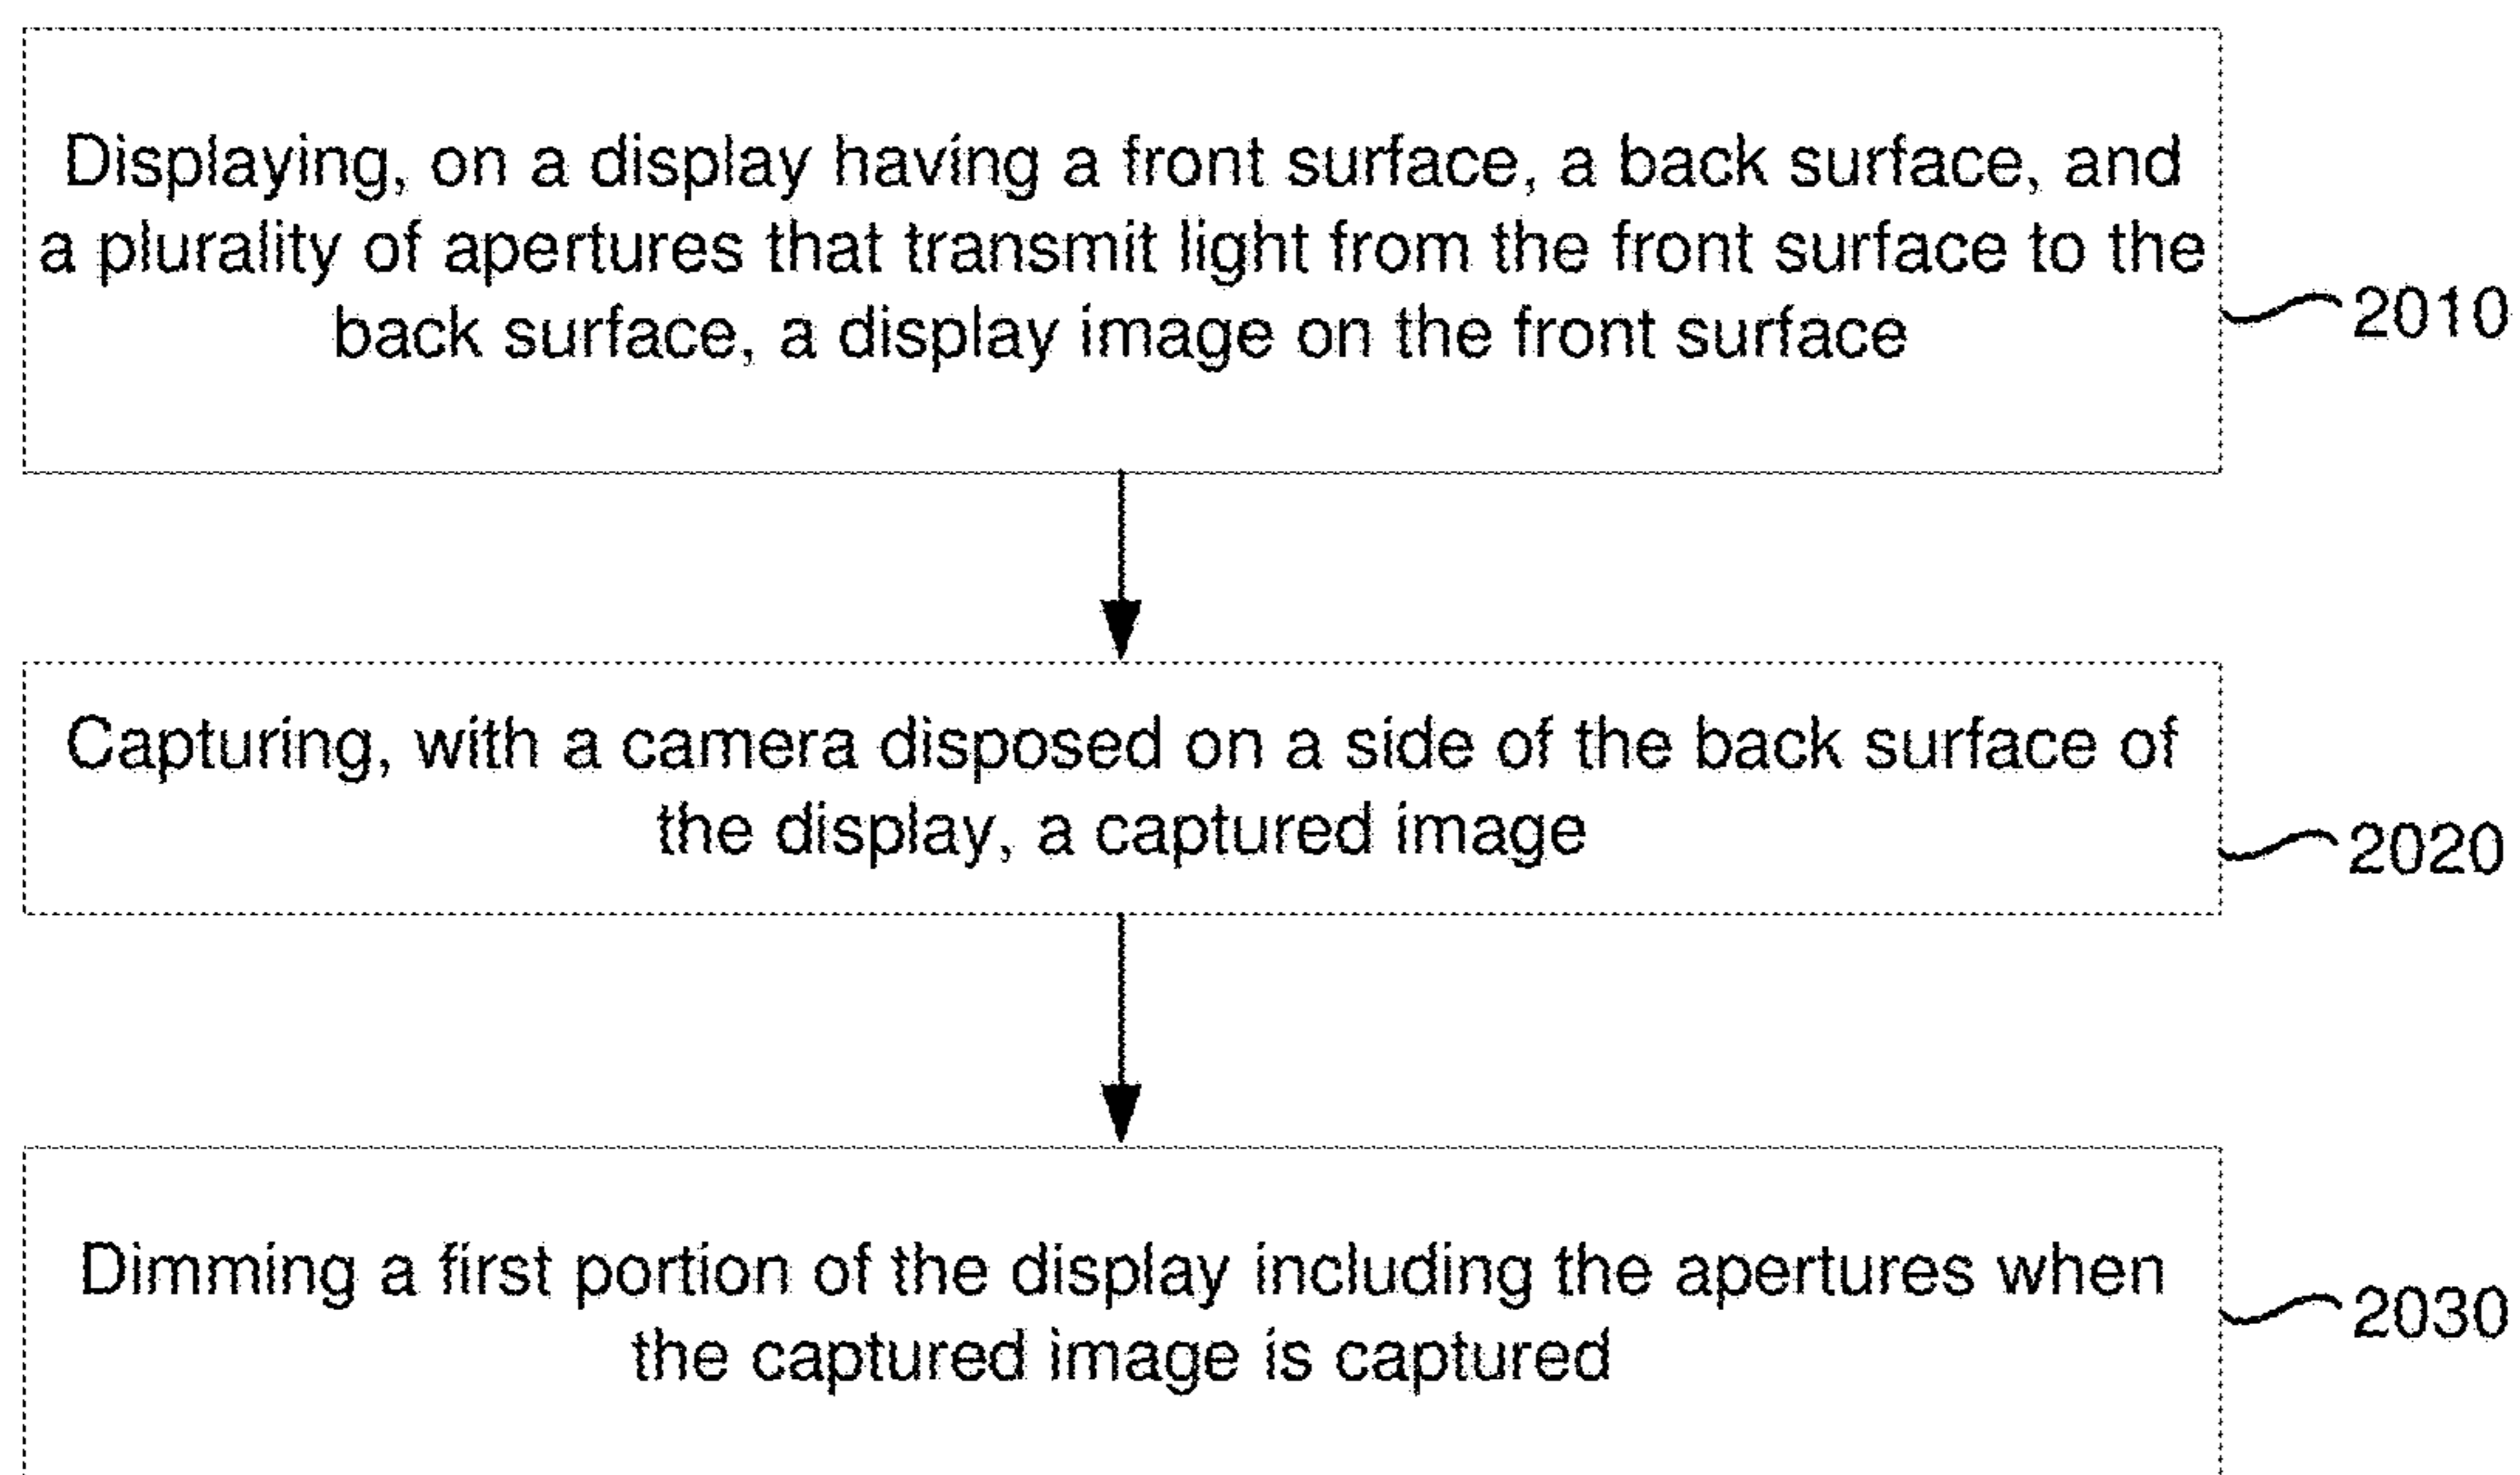 Displaying, on a display having a front surface, a back surface, and
a plurality of apertures that transmit light from the front surface to the
back surface, a display image on the front surface
2010
Capturing, with a camera disposed on a side of the back surface of
the display, a captured image
2020
Dimming a first portion of the display including the apertures when
the captured image is captured
2030